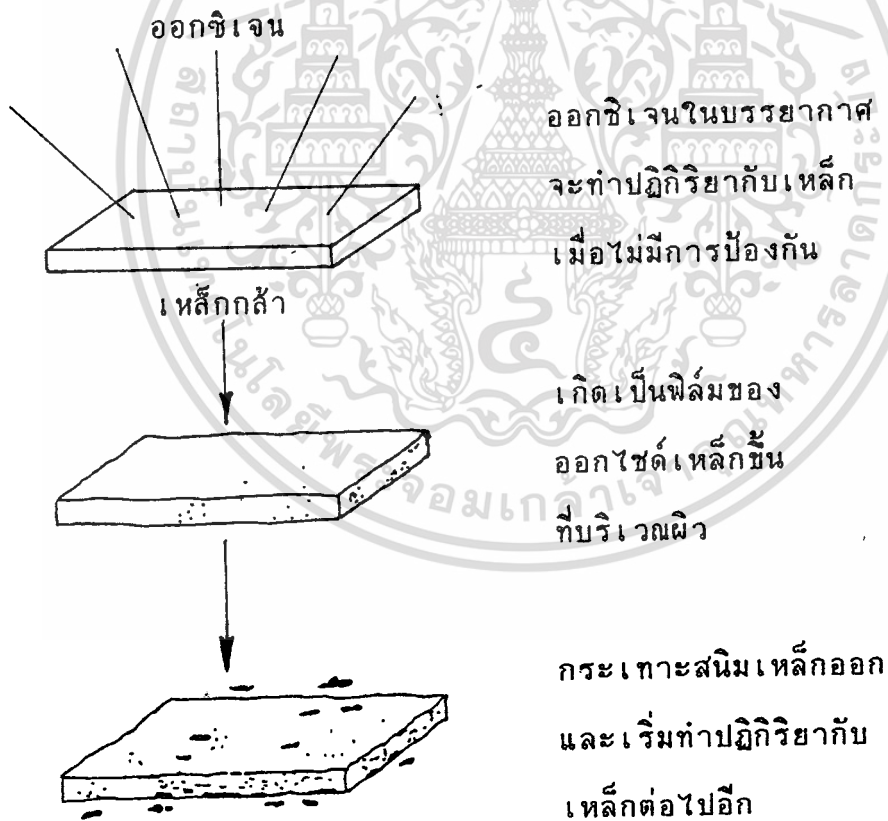 ออกซิเจน
ออกซิเจนในบรรยากาศ
จะทำปฏิกิริยากับเหล็ก
เมื่อไม่มีการป้องกัน
เหล็กกล้า
เกิดเป็นฟิล์มของ
ออกไซด์เหล็กขึ้น
ที่บริเวณผิว
กระเทาะสนิมเหล็กออก
และเริ่มทำปฏิกิริยากับ
เหล็กต่อไปอีก